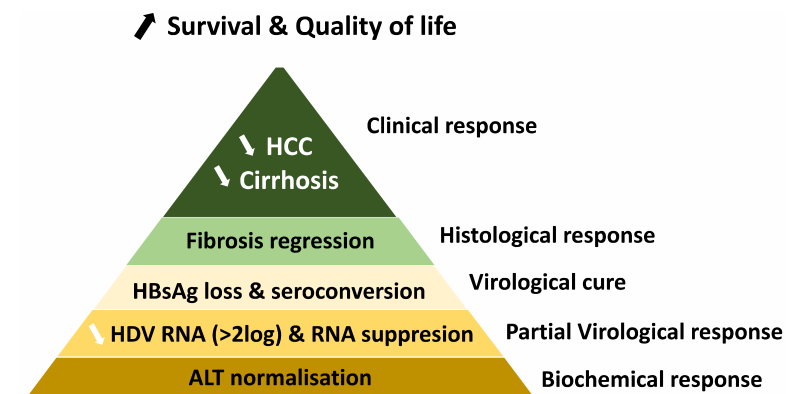 Survival & Quality of life
Clinical response
HCC
Cirrhosis
Fibrosis regression
Histological response
HBsAg loss & seroconversion
Virological cure
HDV RNA (>2log) & RNA suppresion
Partial Virological response
ALT normalisation
Biochemical response